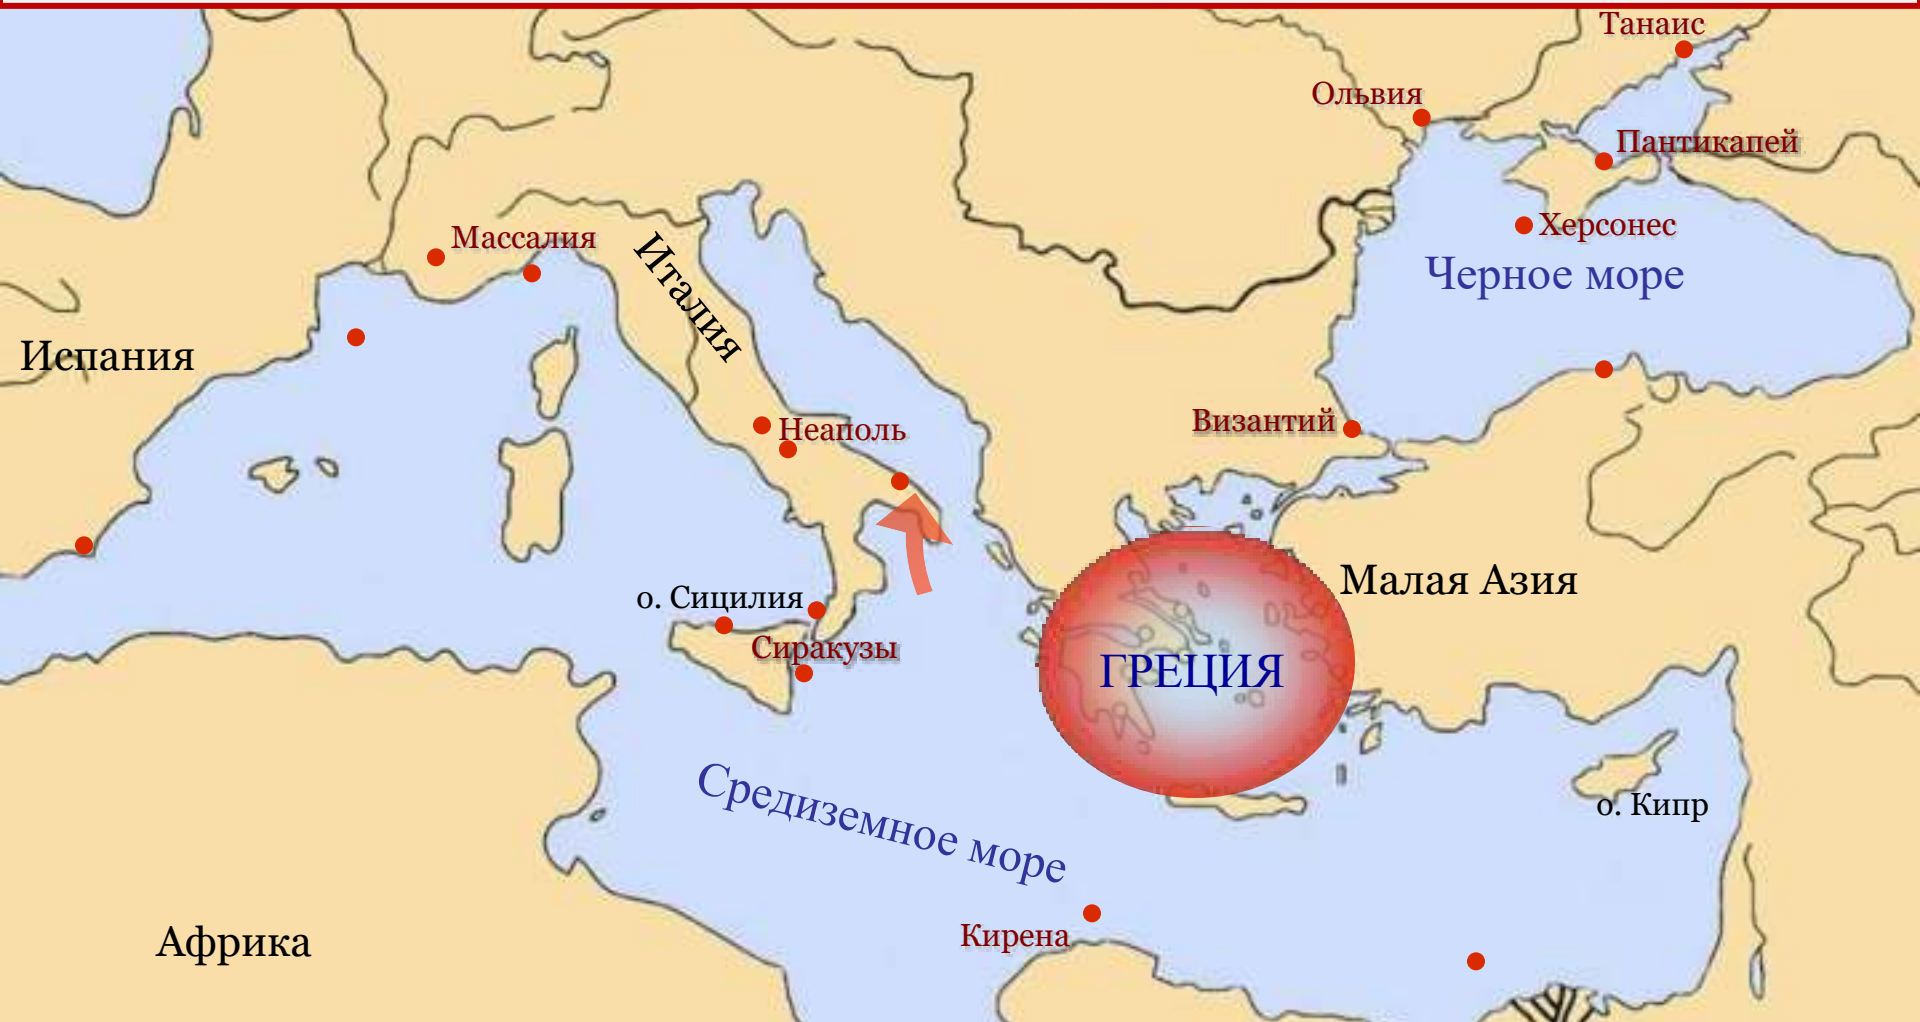 Танаис
Ольвия
Пантикапей
Херсонес
Массалия
Италия
Черное море
Испания
Византий
Неаполь
Малая Азия
о. Сицилия
Сиракузы
ГРЕЦИЯ
Средиземное море
о. Кипр
Кирена
Африка